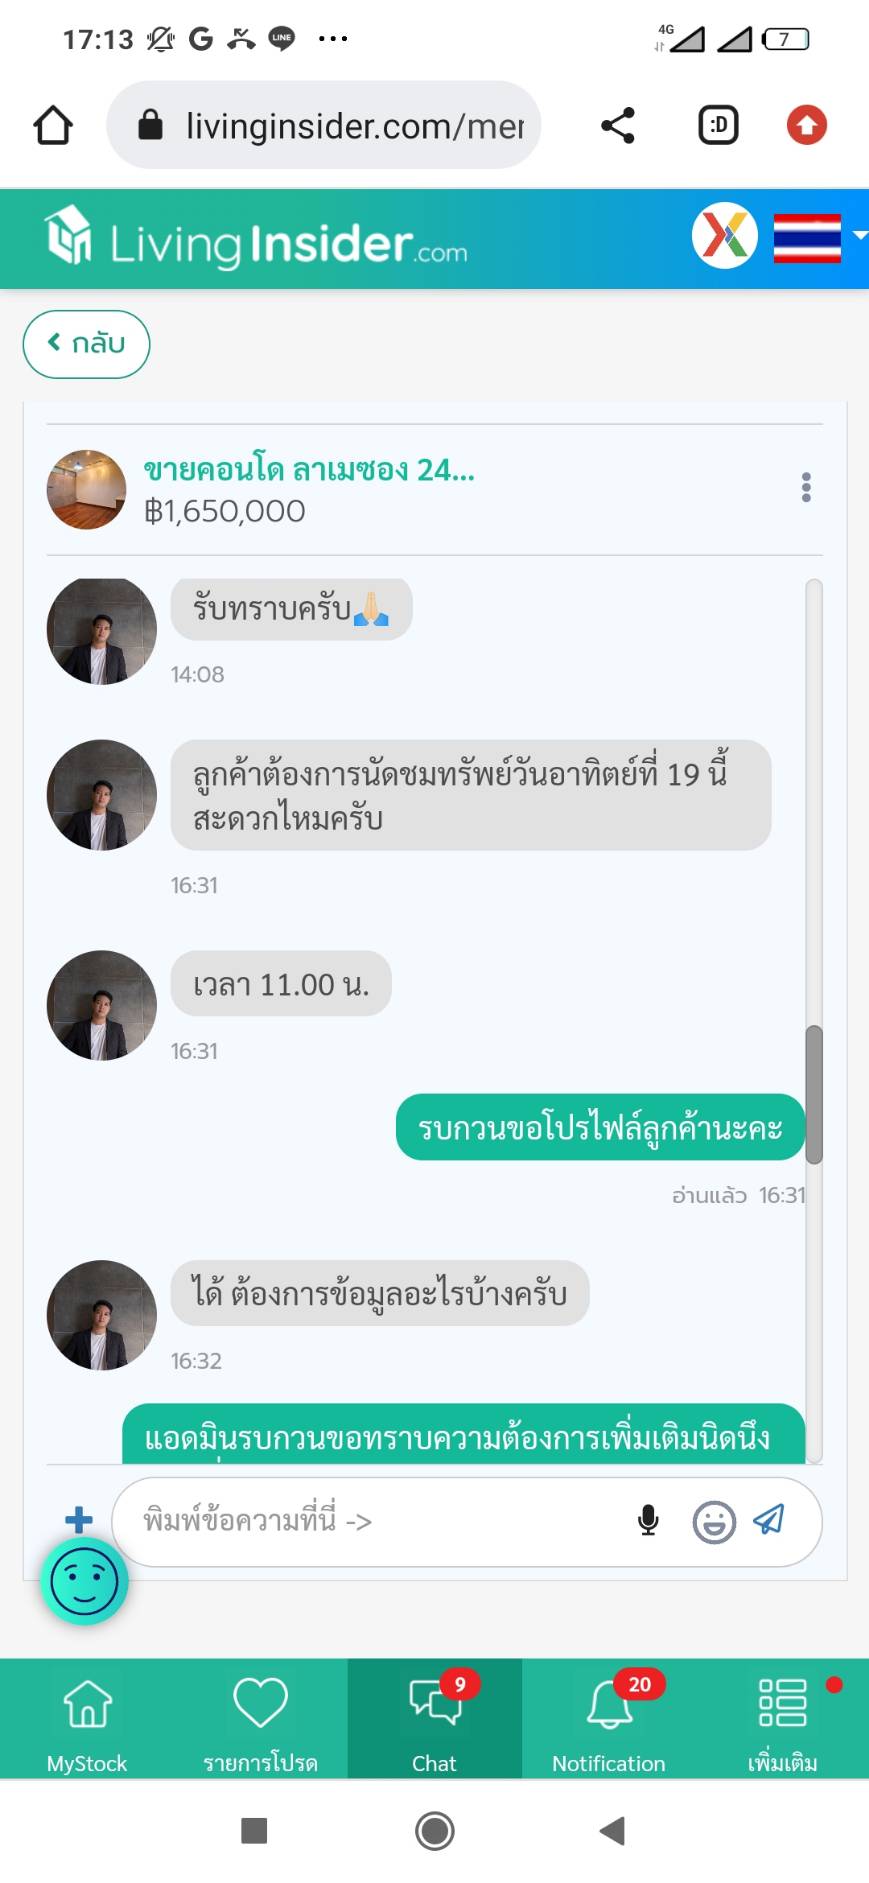 17:13
LINE
4G
7
livinginsider.com/mer
:D
LivingInsider.com
กลับ
ขายคอนโด ลาเมซอง 24...
฿1,650,000
รับทราบครับ🙏🏻
14:08
ลูกค้าต้องการนัดชมทรัพย์วันอาทิตย์ที่ 19 นี้
สะดวกไหมครับ
16:31
เวลา 11.00 น.
16:31
รบกวนขอโปรไฟล์ลูกค้านะคะ
อ่านแล้ว 16:31
ได้ ต้องการข้อมูลอะไรบ้างครับ
16:32
แอดมินรบกวนขอทราบความต้องการเพิ่มเติมนิดนึง
พิมพ์ข้อความที่นี่ ->
9
20
MyStock
รายการโปรด
Chat
Notification
เพิ่มเติม